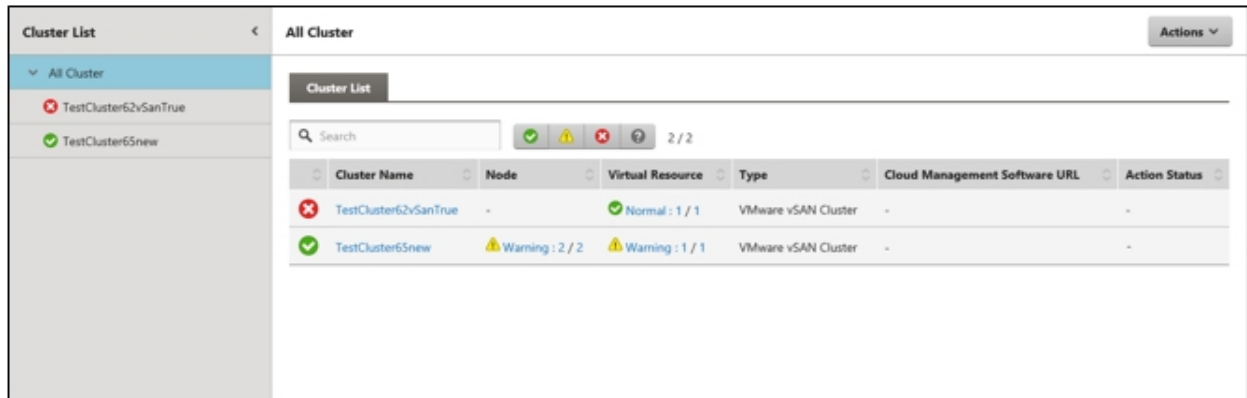 Cluster List
All Cluster
Actions
All Cluster
TestCluster62vSanTrue
TestCluster65new
Cluster List
Search
2 / 2
Cluster Name Node Virtual Resource Type Cloud Management Software URL Action Status
TestCluster62vSanTrue - Normal : 1 / 1 VMware vSAN Cluster - -
TestCluster65new Warning : 2 / 2 Warning : 1 / 1 VMware vSAN Cluster - -